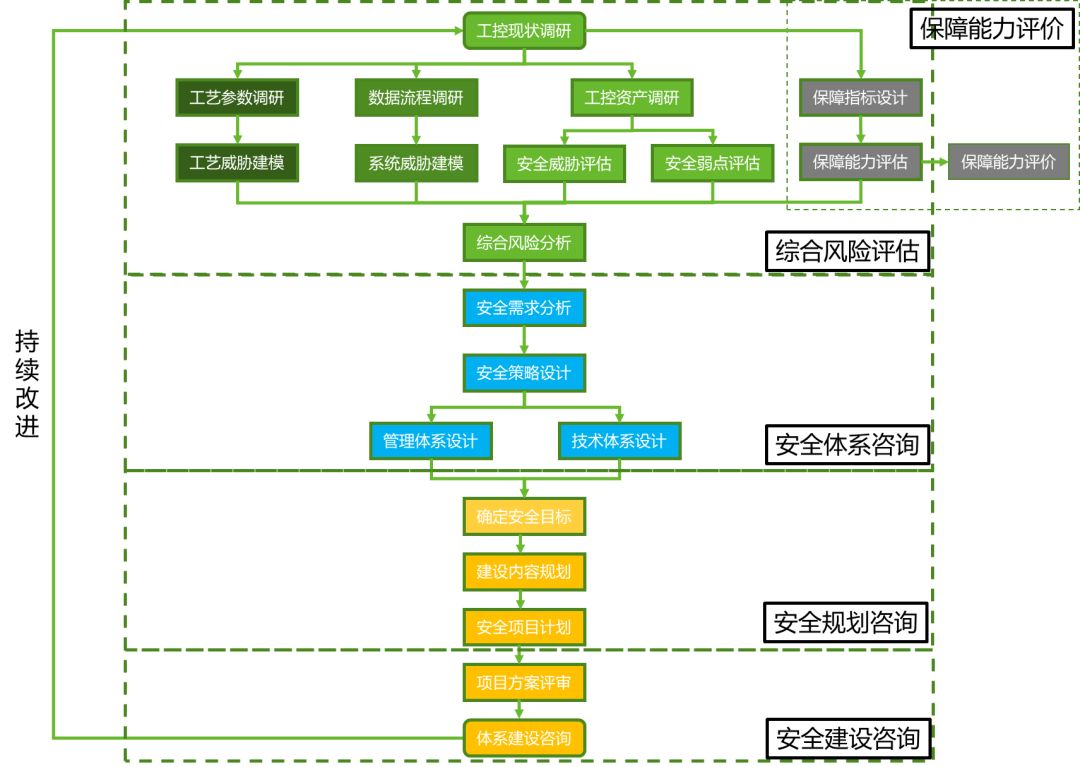 工控现状调研
保障能力评价
工艺参数调研
数据流程调研
工控资产调研
保障指标设计
工艺威胁建模
系统威胁建模
安全威胁评估
安全弱点评估
保障能力评估
保障能力评价
综合风险分析
综合风险评估
安全需求分析
持续改进
安全策略设计
管理体系设计
技术体系设计
安全体系咨询
确定安全目标
建设内容规划
安全项目计划
安全规划咨询
项目方案评审
体系建设咨询
安全建设咨询